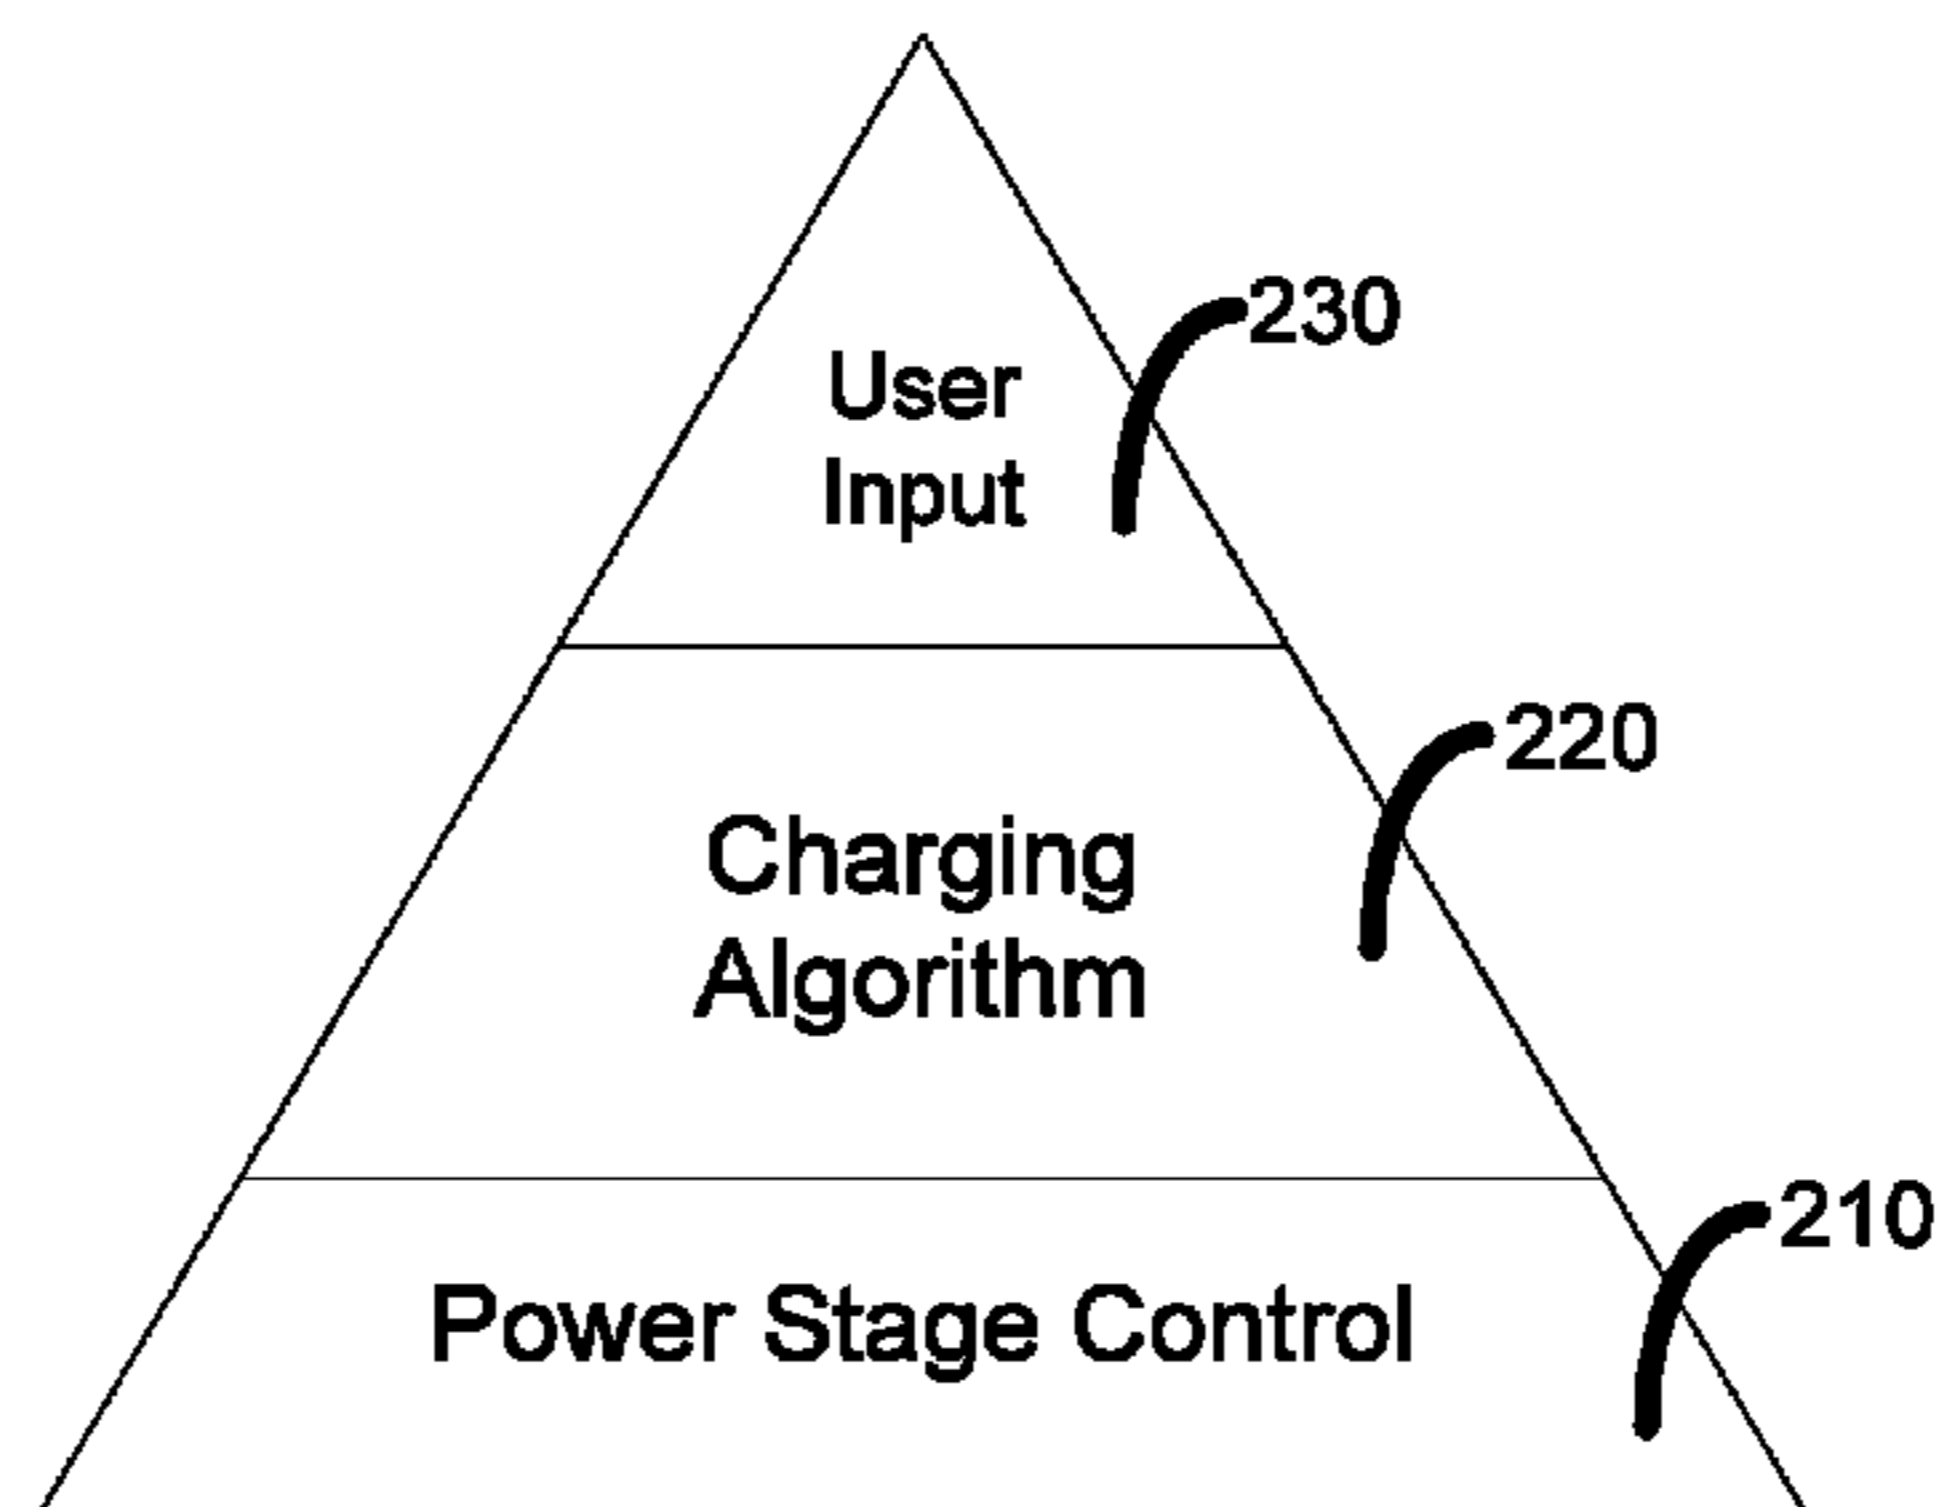 230
User
Input
220
Charging
Algorithm
210
Power Stage Control